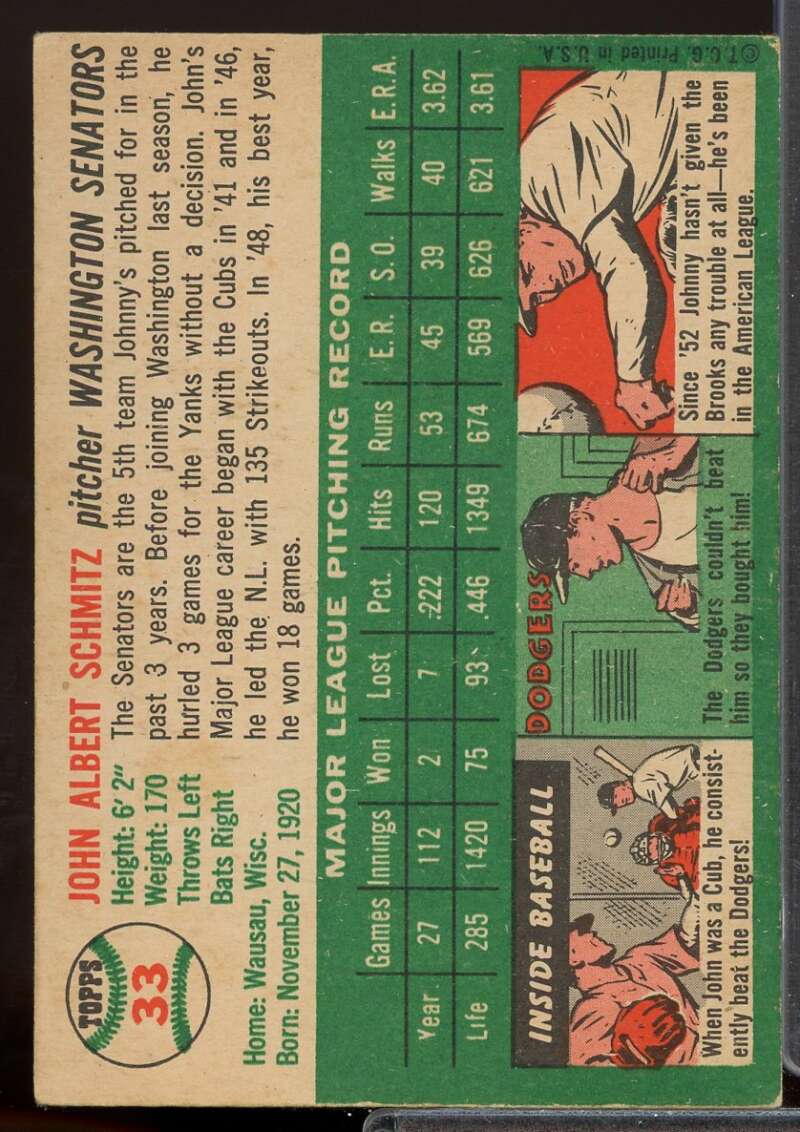 TOPPS
33
JOHN ALBERT SCHMITZ pitcher WASHINGTON SENATORS
Height: 6' 2"
Weight: 170
Throws Left
Bats Right
Home: Wausau, Wisc.
Born: November 27, 1920
The Senators are the 5th team Johnny's pitched for in the
past 3 years. Before joining Washington last season, he
hurled 3 games for the Yanks without a decision. John's
Major League career began with the Cubs in '41 and in '46,
he led the N.L. with 135 Strikeouts. In '48, his best year,
he won 18 games.
MAJOR LEAGUE PITCHING RECORD
Games Innings Won Lost Pct. Hits Runs E.R. S.O. Walks E.R.A.
Year 27 112 2 7 .222 120 53 45 39 40 3.62
Life 285 1420 75 93 .446 1349 674 569 626 621 3.61
INSIDE BASEBALL
When John was a Cub, he consist-
ently beat the Dodgers!
DODGERS
The Dodgers couldn't beat
him so they bought him!
Since '52 Johnny hasn't given the
Brooks any trouble at all—he's been
in the American League.
© T.C.G. Printed in U.S.A.